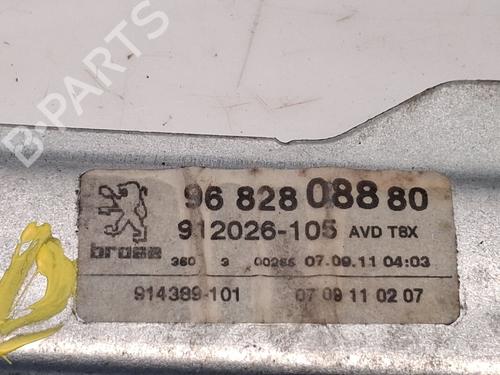 B-PARTS
96 828 088 80
912026-105 AVD T8X
brose 360 3 00286 07.09.11 04:03
914389-101 07 09 11 02 07